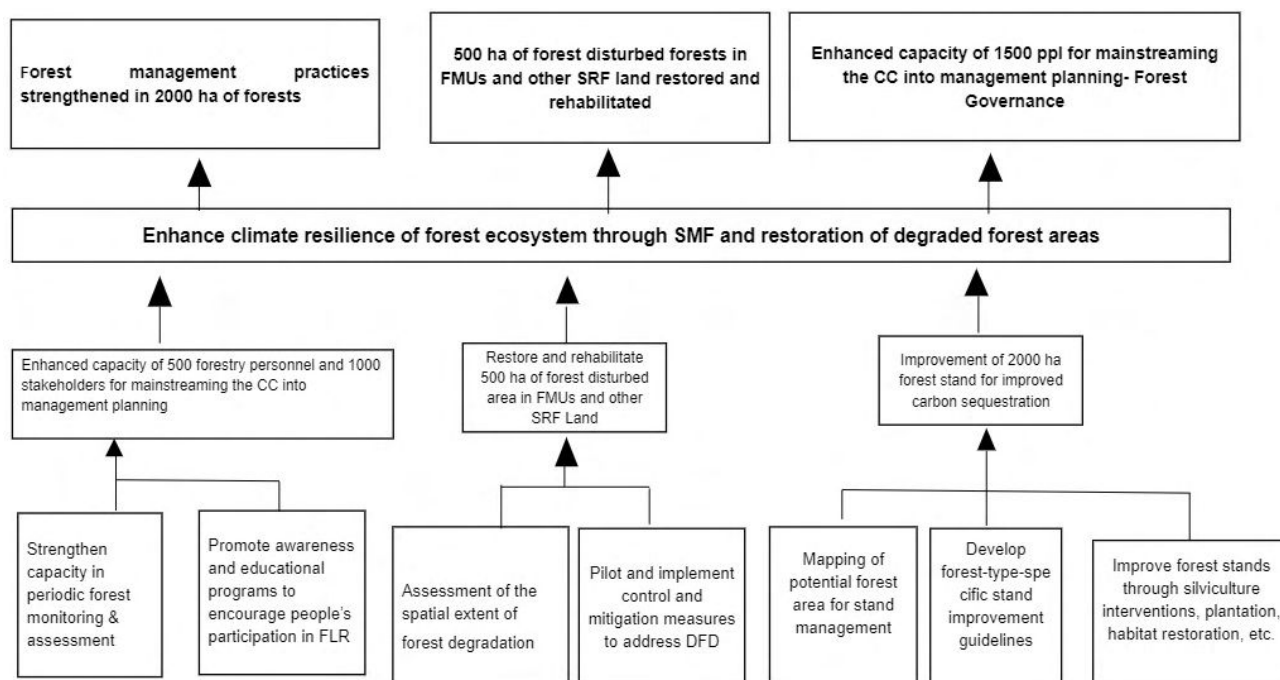 Forest management practices
strengthened in 2000 ha of forests
500 ha of forest disturbed forests in
FMUs and other SRF land restored and
rehabilitated
Enhanced capacity of 1500 ppl for mainstreaming
the CC into management planning- Forest
Governance
Enhance climate resilience of forest ecosystem through SMF and restoration of degraded forest areas
Enhanced capacity of 500 forestry personnel and 1000
stakeholders for mainstreaming the CC into
management planning
Restore and rehabilitate
500 ha of forest disturbed
area in FMUs and other
SRF Land
Improvement of 2000 ha
forest stand for improved
carbon sequestration
Strengthen
capacity in
periodic forest
monitoring &
assessment
Promote awareness
and educational
programs to
encourage people's
participation in FLR
Assessment of the
spatial extent of
forest degradation
Pilot and implement
control and
mitigation measures
to address DFD
Mapping of
potential forest
area for stand
management
Develop
forest-type-spe
cific stand
improvement
guidelines
Improve forest stands
through silviculture
interventions, plantation,
habitat restoration, etc.